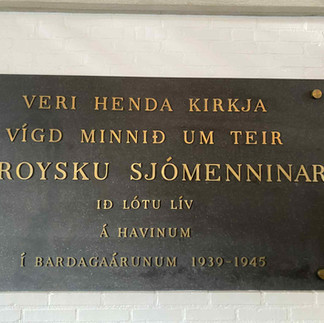 VERI HENDA KIRKJA
VÍGD MINNIÐ UM TEIR
ROYSKU SJÓMENNINAR
IÐ LÓTU LÍV
Á HAVINUM
Í BARDAGAÁRUNUM 1939-1945